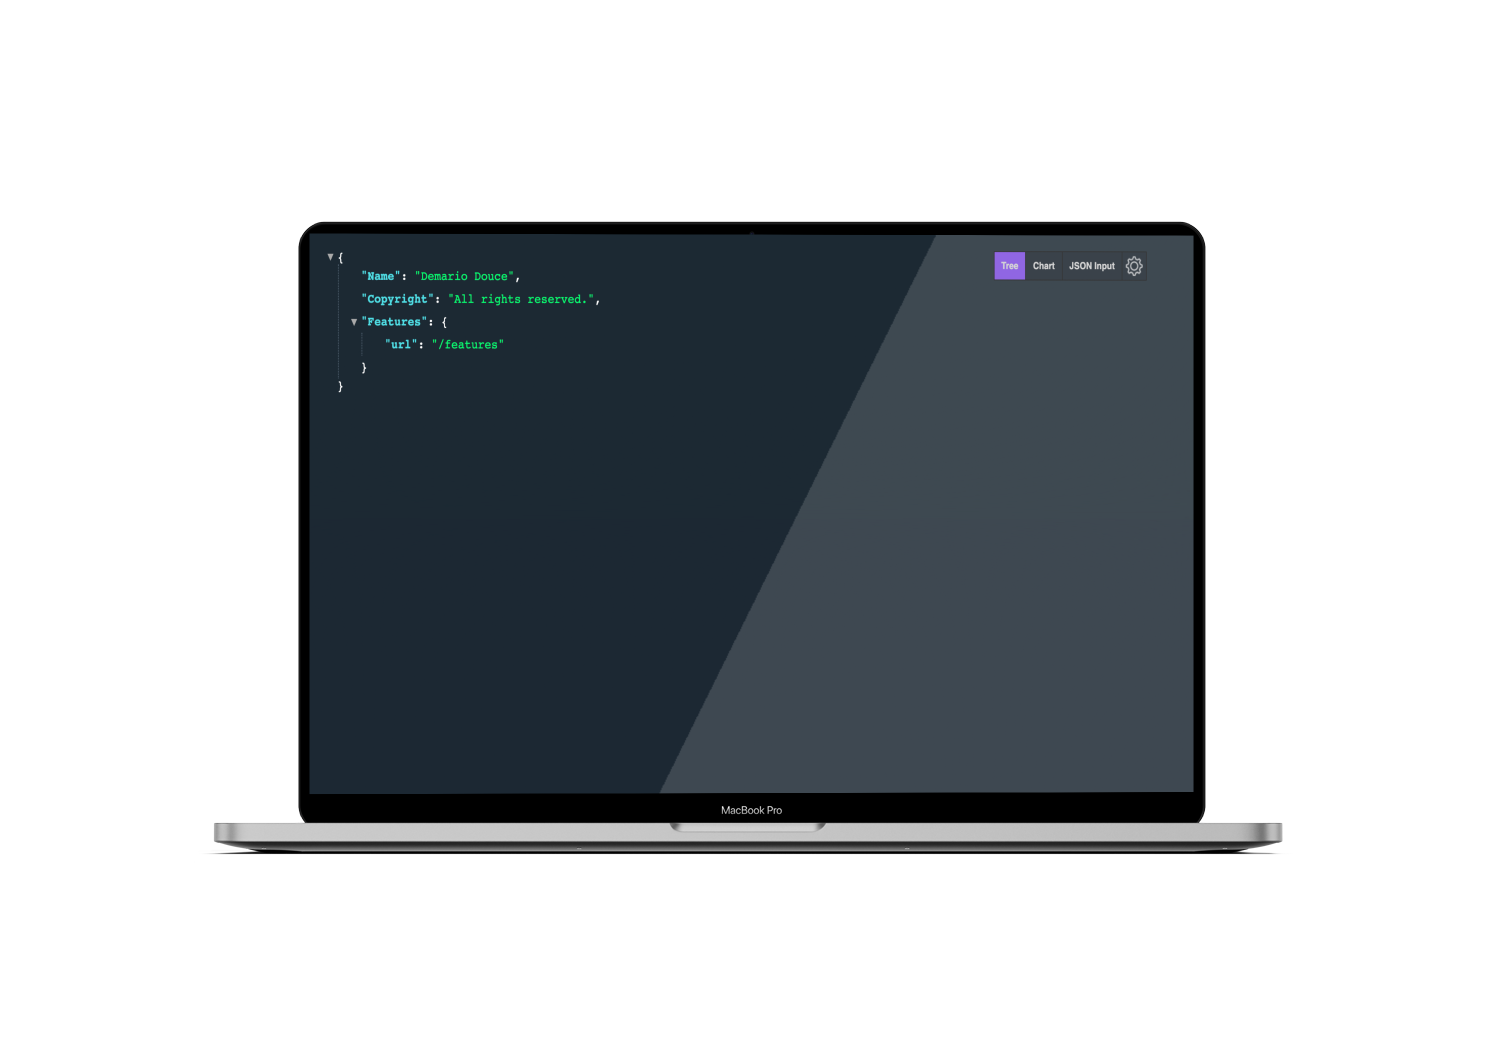 {
"Name": "Demario Douce",
"Copyright": "All rights reserved.",
"Features": {
"url": "/features"
}
}
Tree Chart JSON Input
MacBook Pro